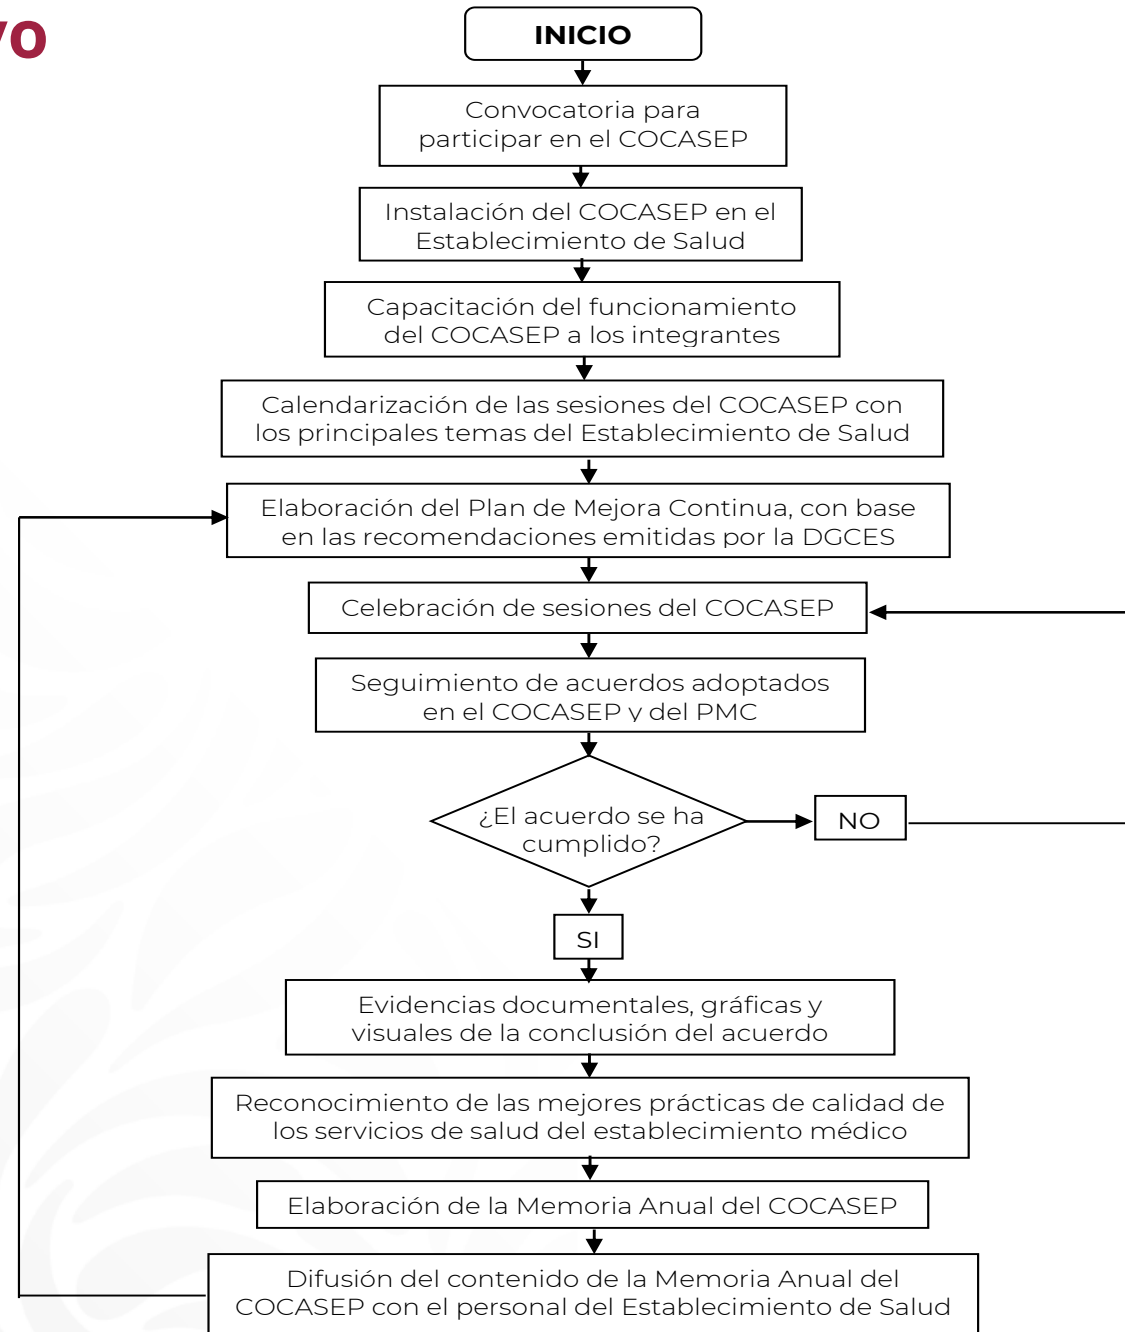 vo
INICIO
Convocatoria para
participar en el COCASEP
Instalación del COCASEP en el
Establecimiento de Salud
Capacitación del funcionamiento
del COCASEP a los integrantes
Calendarización de las sesiones del COCASEP con
los principales temas del Establecimiento de Salud
Elaboración del Plan de Mejora Continua, con base
en las recomendaciones emitidas por la DGCES
Celebración de sesiones del COCASEP
Seguimiento de acuerdos adoptados
en el COCASEP y del PMC
¿El acuerdo se ha
cumplido?
NO
SI
Evidencias documentales, gráficas y
visuales de la conclusión del acuerdo
Reconocimiento de las mejores prácticas de calidad de
los servicios de salud del establecimiento médico
Elaboración de la Memoria Anual del COCASEP
Difusión del contenido de la Memoria Anual del
COCASEP con el personal del Establecimiento de Salud